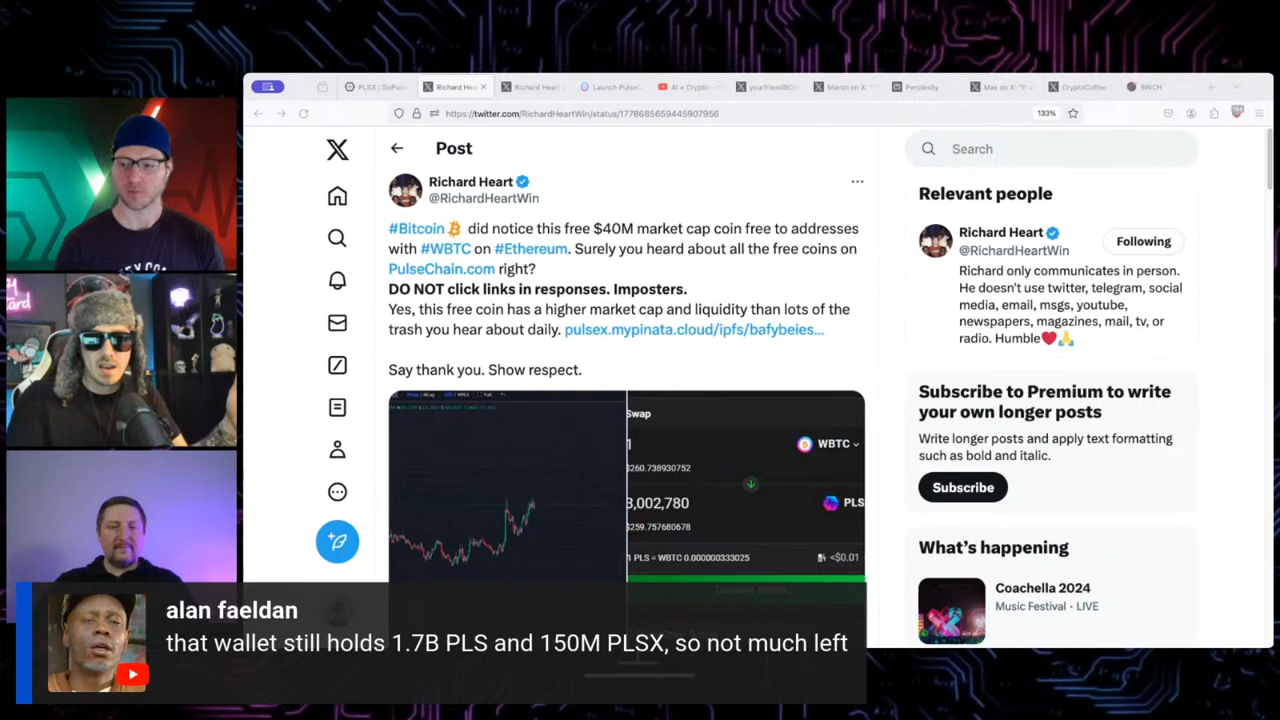 PLSX | GoPuls
Richard Hea
Richard Heart
Launch PulseC
AI + Crypto -
yourfriendSO
Martin on X: "
Perplexity
Max on X: "
CryptoCoffee
9INCH
https://twitter.com/RichardHeartWin/status/1778685659445907956
133%
Post
Search
Richard Heart
@RichardHeartWin
#Bitcoin did notice this free $40M market cap coin free to addresses
with #WBTC on #Ethereum. Surely you heard about all the free coins on
PulseChain.com right?
DO NOT click links in responses. Imposters.
Yes, this free coin has a higher market cap and liquidity than lots of the
trash you hear about daily. pulsex.mypinata.cloud/ipfs/bafybeies...
Say thank you. Show respect.
Swap
1
WBTC
$260.738930752
3,002,780
PLS
$259.757680678
1 PLS = WBTC 0.000000333025
<$0.01
Relevant people
Richard Heart
@RichardHeartWin
Following
Richard only communicates in person.
He doesn't use twitter, telegram, social
media, email, msgs, youtube,
newspapers, magazines, mail, tv, or
radio. Humble
Subscribe to Premium to write
your own longer posts
Write longer posts and apply text formatting
such as bold and italic.
Subscribe
What's happening
Coachella 2024
Music Festival · LIVE
alan faeldan
that wallet still holds 1.7B PLS and 150M PLSX, so not much left